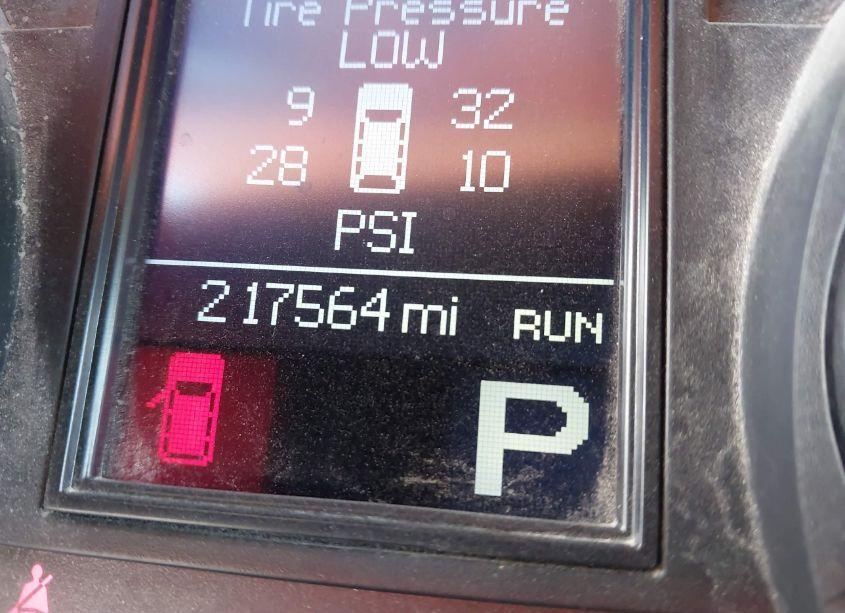 Tire Pressure
LOW
9 32
28 10
PSI
217564 mi RUN
P